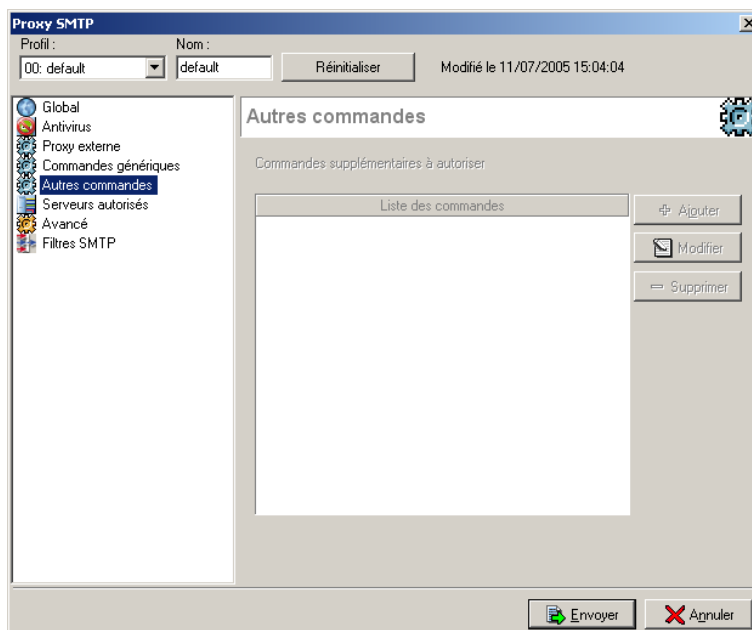 Proxy SMTP
Profil :
Nom :
00: default
default
Réinitialiser
Modifié le 11/07/2005 15:04:04
Global
Antivirus
Proxy externe
Commandes génériques
Autres commandes
Serveurs autorisés
Avancé
Filtres SMTP
Autres commandes
Commandes supplémentaires à autoriser
Liste des commandes
Ajouter
Modifier
Supprimer
Envoyer
Annuler